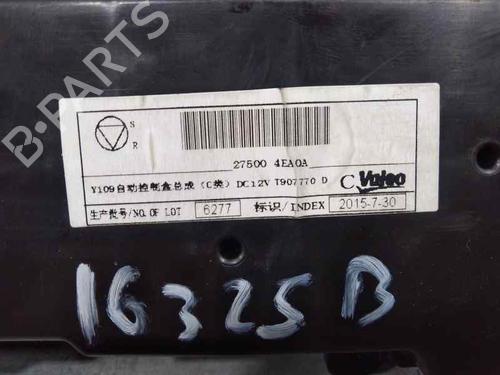 B-PARTS
S
R
27500 4EA0A
Y109自动控制盒总成 (C类) DC12V T907770 D
C Valeo
生产批号/NO. OF LOT 6277 标识/INDEX 2015-7-30
16325B